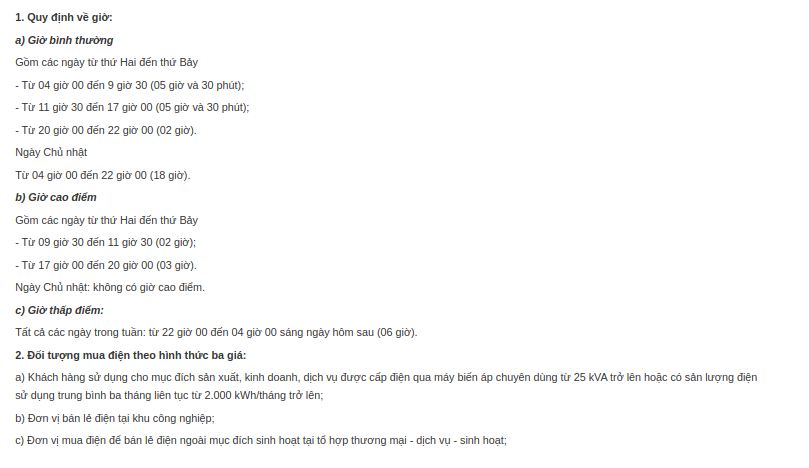 1. Quy định về giờ:
a) Giờ bình thường
Gồm các ngày từ thứ Hai đến thứ Bảy
- Từ 04 giờ 00 đến 9 giờ 30 (05 giờ và 30 phút);
- Từ 11 giờ 30 đến 17 giờ 00 (05 giờ và 30 phút);
- Từ 20 giờ 00 đến 22 giờ 00 (02 giờ).
Ngày Chủ nhật
Từ 04 giờ 00 đến 22 giờ 00 (18 giờ).
b) Giờ cao điểm
Gồm các ngày từ thứ Hai đến thứ Bảy
- Từ 09 giờ 30 đến 11 giờ 30 (02 giờ);
- Từ 17 giờ 00 đến 20 giờ 00 (03 giờ).
Ngày Chủ nhật: không có giờ cao điểm.
c) Giờ thấp điểm:
Tất cả các ngày trong tuần: từ 22 giờ 00 đến 04 giờ 00 sáng ngày hôm sau (06 giờ).
2. Đối tượng mua điện theo hình thức ba giá:
a) Khách hàng sử dụng cho mục đích sản xuất, kinh doanh, dịch vụ được cấp điện qua máy biến áp chuyên dùng từ 25 kVA trở lên hoặc có sản lượng điện
sử dụng trung bình ba tháng liên tục từ 2.000 kWh/tháng trở lên;
b) Đơn vị bán lẻ điện tại khu công nghiệp;
c) Đơn vị mua điện để bán lẻ điện ngoài mục đích sinh hoạt tại tổ hợp thương mại - dịch vụ - sinh hoạt;